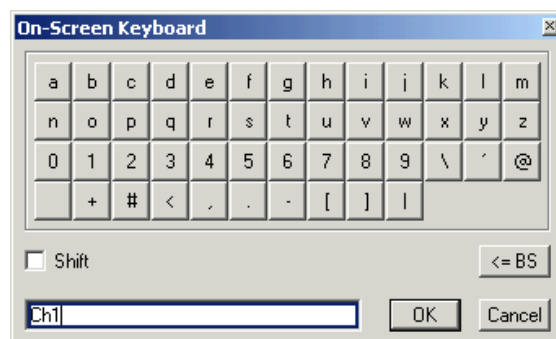 On-Screen Keyboard
a b c d e f g h i j k l m
n o p q r s t u v w x y z
0 1 2 3 4 5 6 7 8 9 \ ´ @
+ # < , . - [ ] |
Shift
<= BS
Ch1
OK
Cancel